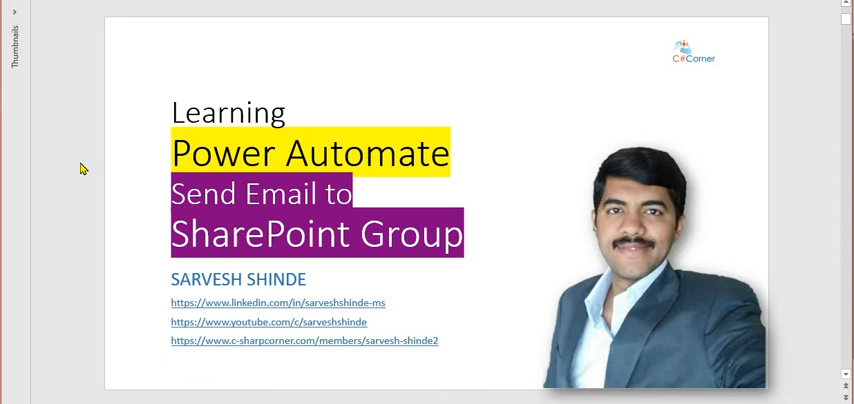 Thumbnails
C#Corner
Learning
Power Automate
Send Email to
SharePoint Group
SARVESH SHINDE
https://www.linkedin.com/in/sarveshshinde-ms
https://www.youtube.com/c/sarveshshinde
https://www.c-sharpcorner.com/members/sarvesh-shinde2